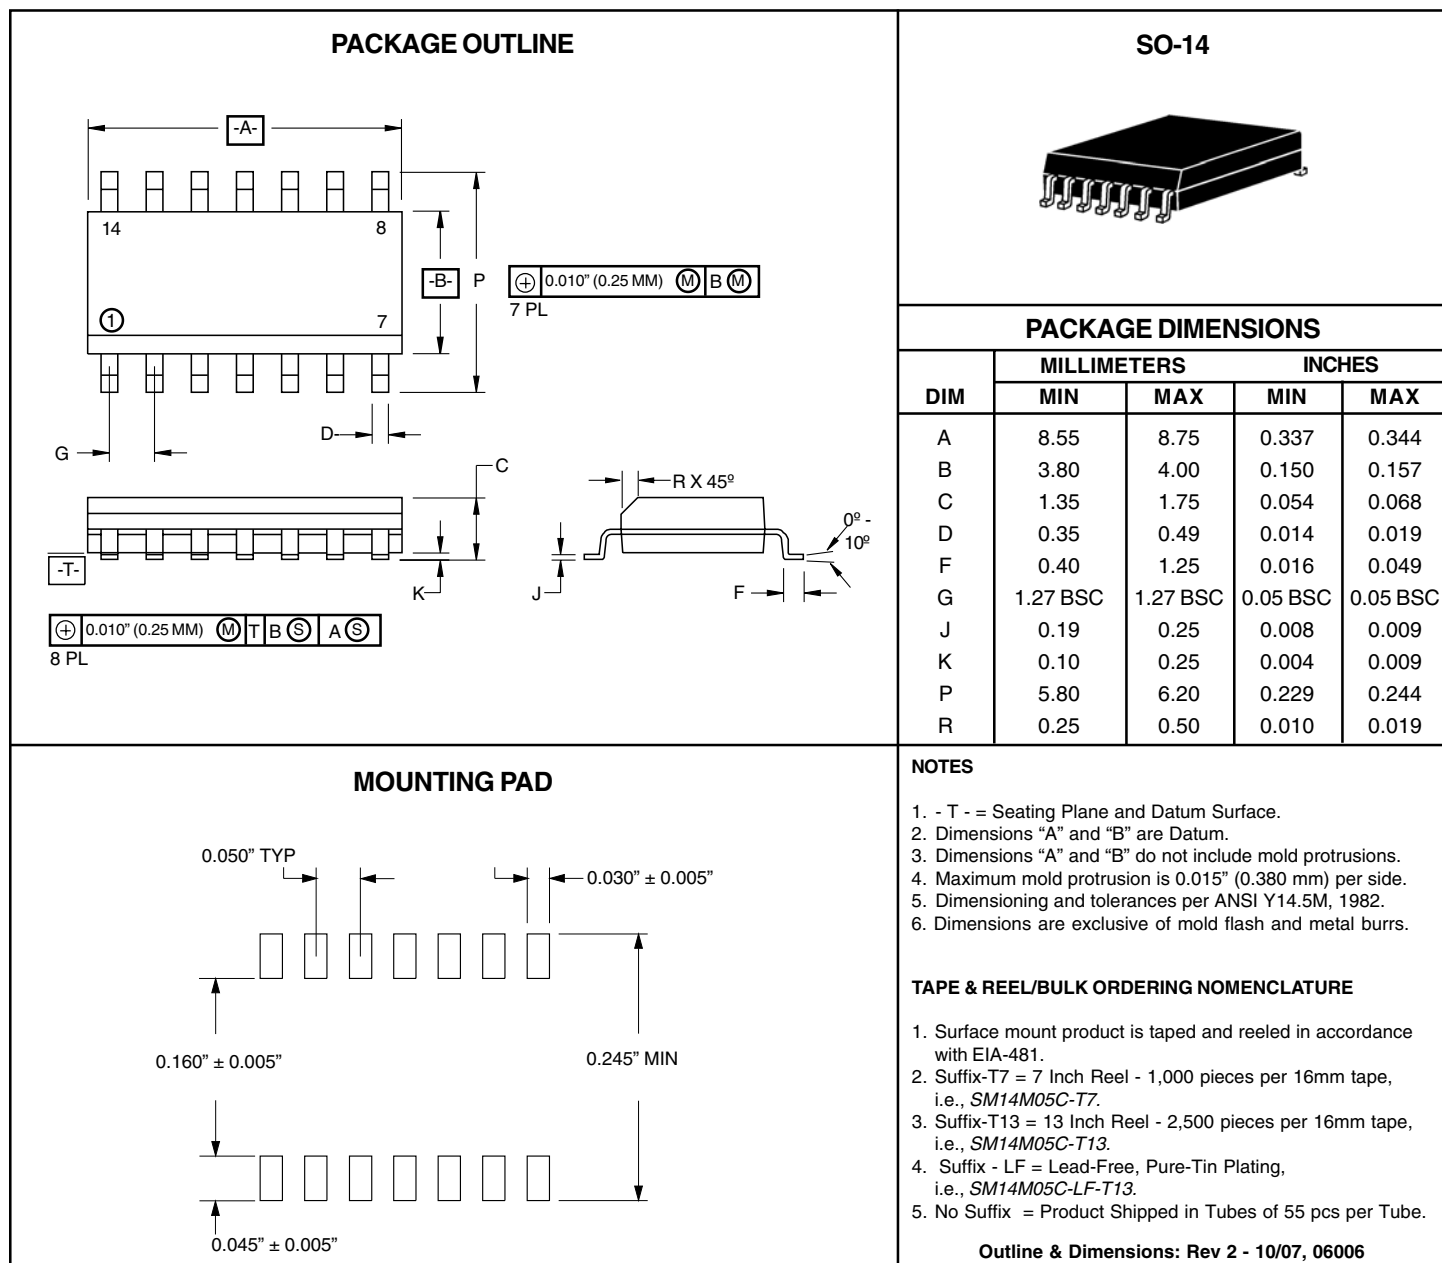 PACKAGE OUTLINE
-A-
14 8
-B- P
⌖ 0.010” (0.25 MM) Ⓜ B Ⓜ
7 PL
① 7
D-
G
C
R X 45º
0º -
10º
-T-
K
J
F
⌖ 0.010” (0.25 MM) Ⓜ T B Ⓢ A Ⓢ
8 PL
SO-14
PACKAGE DIMENSIONS
MILLIMETERS INCHES
DIM MIN MAX MIN MAX
A 8.55 8.75 0.337 0.344
B 3.80 4.00 0.150 0.157
C 1.35 1.75 0.054 0.068
D 0.35 0.49 0.014 0.019
F 0.40 1.25 0.016 0.049
G 1.27 BSC 1.27 BSC 0.05 BSC 0.05 BSC
J 0.19 0.25 0.008 0.009
K 0.10 0.25 0.004 0.009
P 5.80 6.20 0.229 0.244
R 0.25 0.50 0.010 0.019
MOUNTING PAD
0.050” TYP
0.030” ± 0.005”
0.160” ± 0.005”
0.245” MIN
0.045” ± 0.005”
NOTES
1. - T - = Seating Plane and Datum Surface.
2. Dimensions “A” and “B” are Datum.
3. Dimensions “A” and “B” do not include mold protrusions.
4. Maximum mold protrusion is 0.015” (0.380 mm) per side.
5. Dimensioning and tolerances per ANSI Y14.5M, 1982.
6. Dimensions are exclusive of mold flash and metal burrs.
TAPE & REEL/BULK ORDERING NOMENCLATURE
1. Surface mount product is taped and reeled in accordance
with EIA-481.
2. Suffix-T7 = 7 Inch Reel - 1,000 pieces per 16mm tape,
i.e., SM14M05C-T7.
3. Suffix-T13 = 13 Inch Reel - 2,500 pieces per 16mm tape,
i.e., SM14M05C-T13.
4. Suffix - LF = Lead-Free, Pure-Tin Plating,
i.e., SM14M05C-LF-T13.
5. No Suffix = Product Shipped in Tubes of 55 pcs per Tube.
Outline & Dimensions: Rev 2 - 10/07, 06006